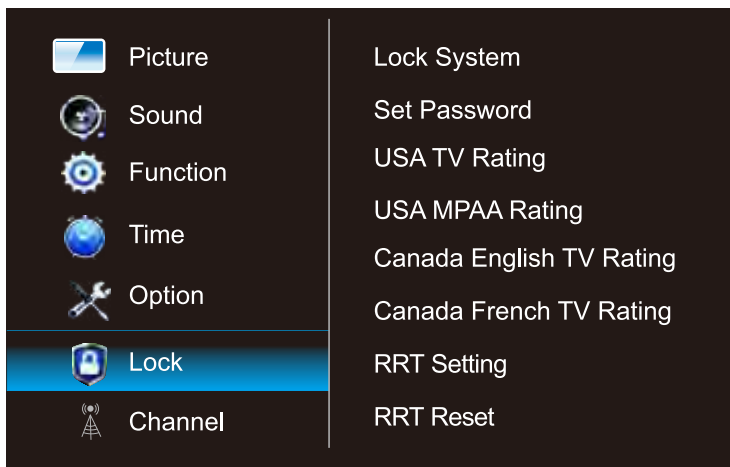 Picture
Sound
Function
Time
Option
Lock
Channel
Lock System
Set Password
USA TV Rating
USA MPAA Rating
Canada English TV Rating
Canada French TV Rating
RRT Setting
RRT Reset